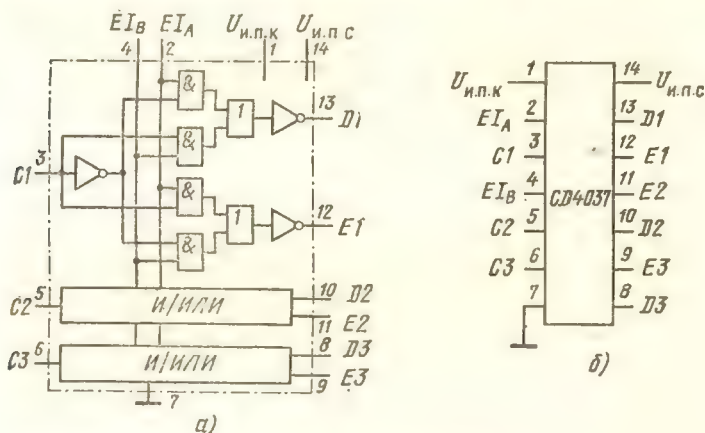 EI_B EI_A U_и.п.к U_и.п.с
4 2 1 14
& 1 13 D1
&
3 C1
& 1 12 E1
&
C2 5 И/ИЛИ 10 D2
11 E2
C3 6 И/ИЛИ 8 D3
9 E3
7
а)
U_и.п.к 1 14 U_и.п.с
EI_A 2 13 D1
C1 3 12 E1
EI_B 4 CD4037 11 E2
C2 5 10 D2
C3 6 9 E3
7 8 D3
б)